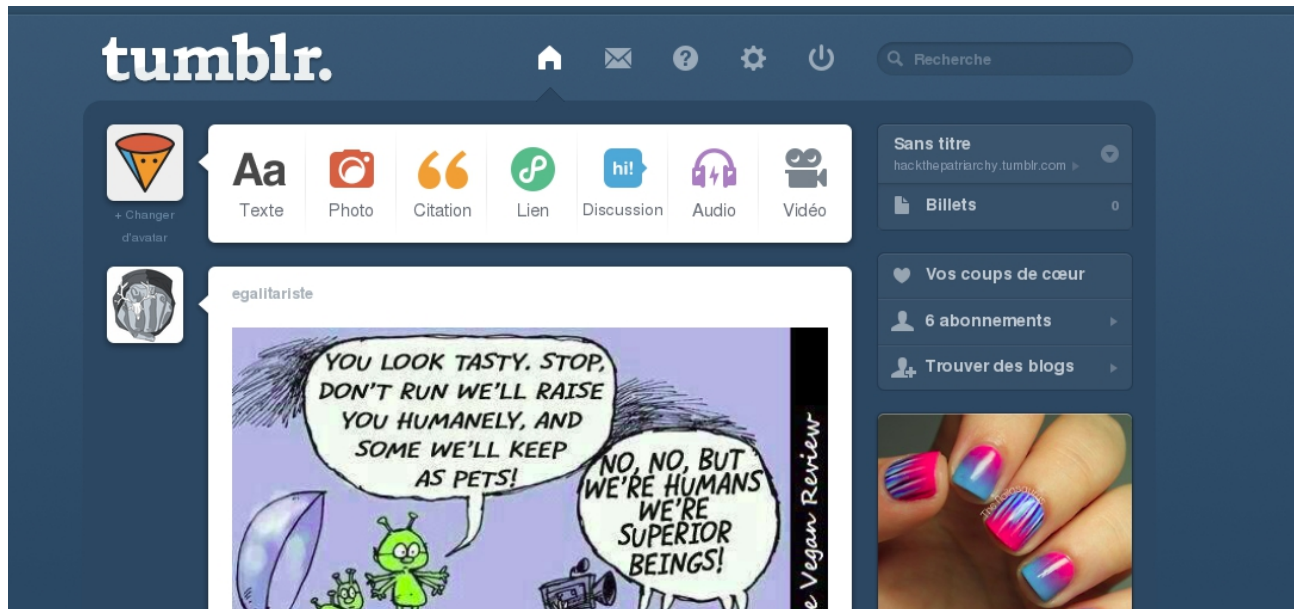 tumblr.
Recherche
+ Changer
d'avatar
Aa
Texte
Photo
Citation
Lien
hi!
Discussion
Audio
Vidéo
Sans titre
hackthepatriarchy.tumblr.com
Billets 0
Vos coups de cœur
6 abonnements
Trouver des blogs
egalitariste
YOU LOOK TASTY. STOP,
DON'T RUN WE'LL RAISE
YOU HUMANELY, AND
SOME WE'LL KEEP
AS PETS!
NO, NO, BUT
WE'RE HUMANS
WE'RE
SUPERIOR
BEINGS!
Vegan Review